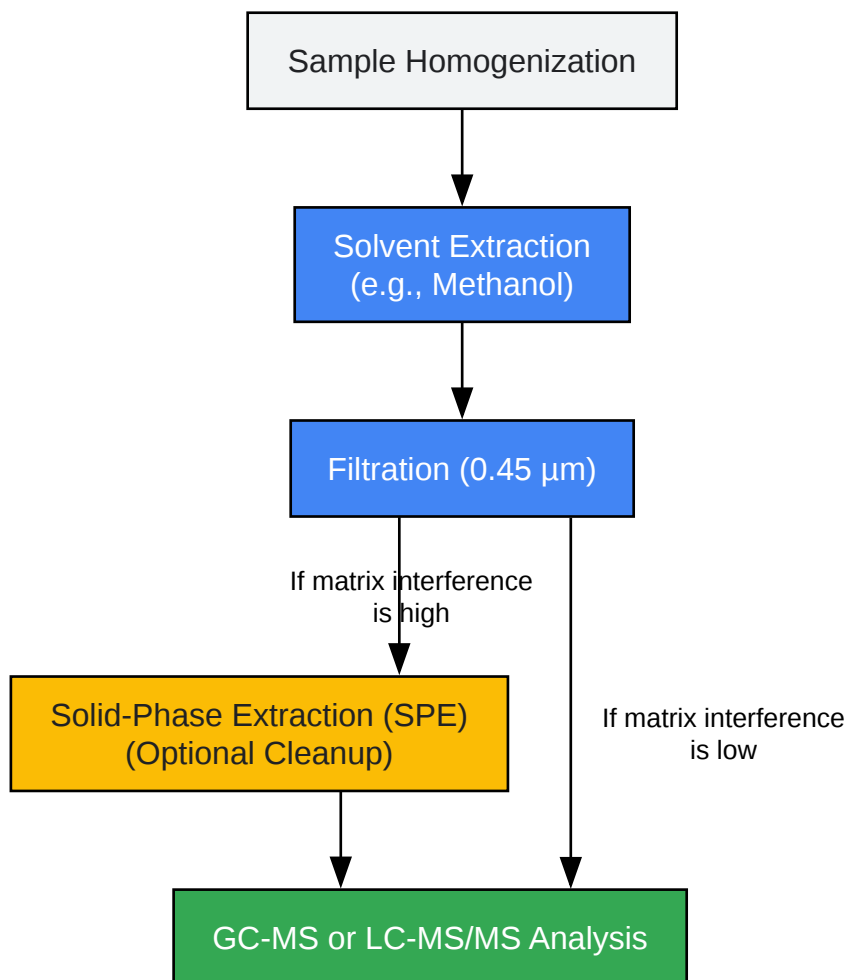 Sample Homogenization
Solvent Extraction
(e.g., Methanol)
Filtration (0.45 µm)
If matrix interference
is high
Solid-Phase Extraction (SPE)
(Optional Cleanup)
If matrix interference
is low
GC-MS or LC-MS/MS Analysis